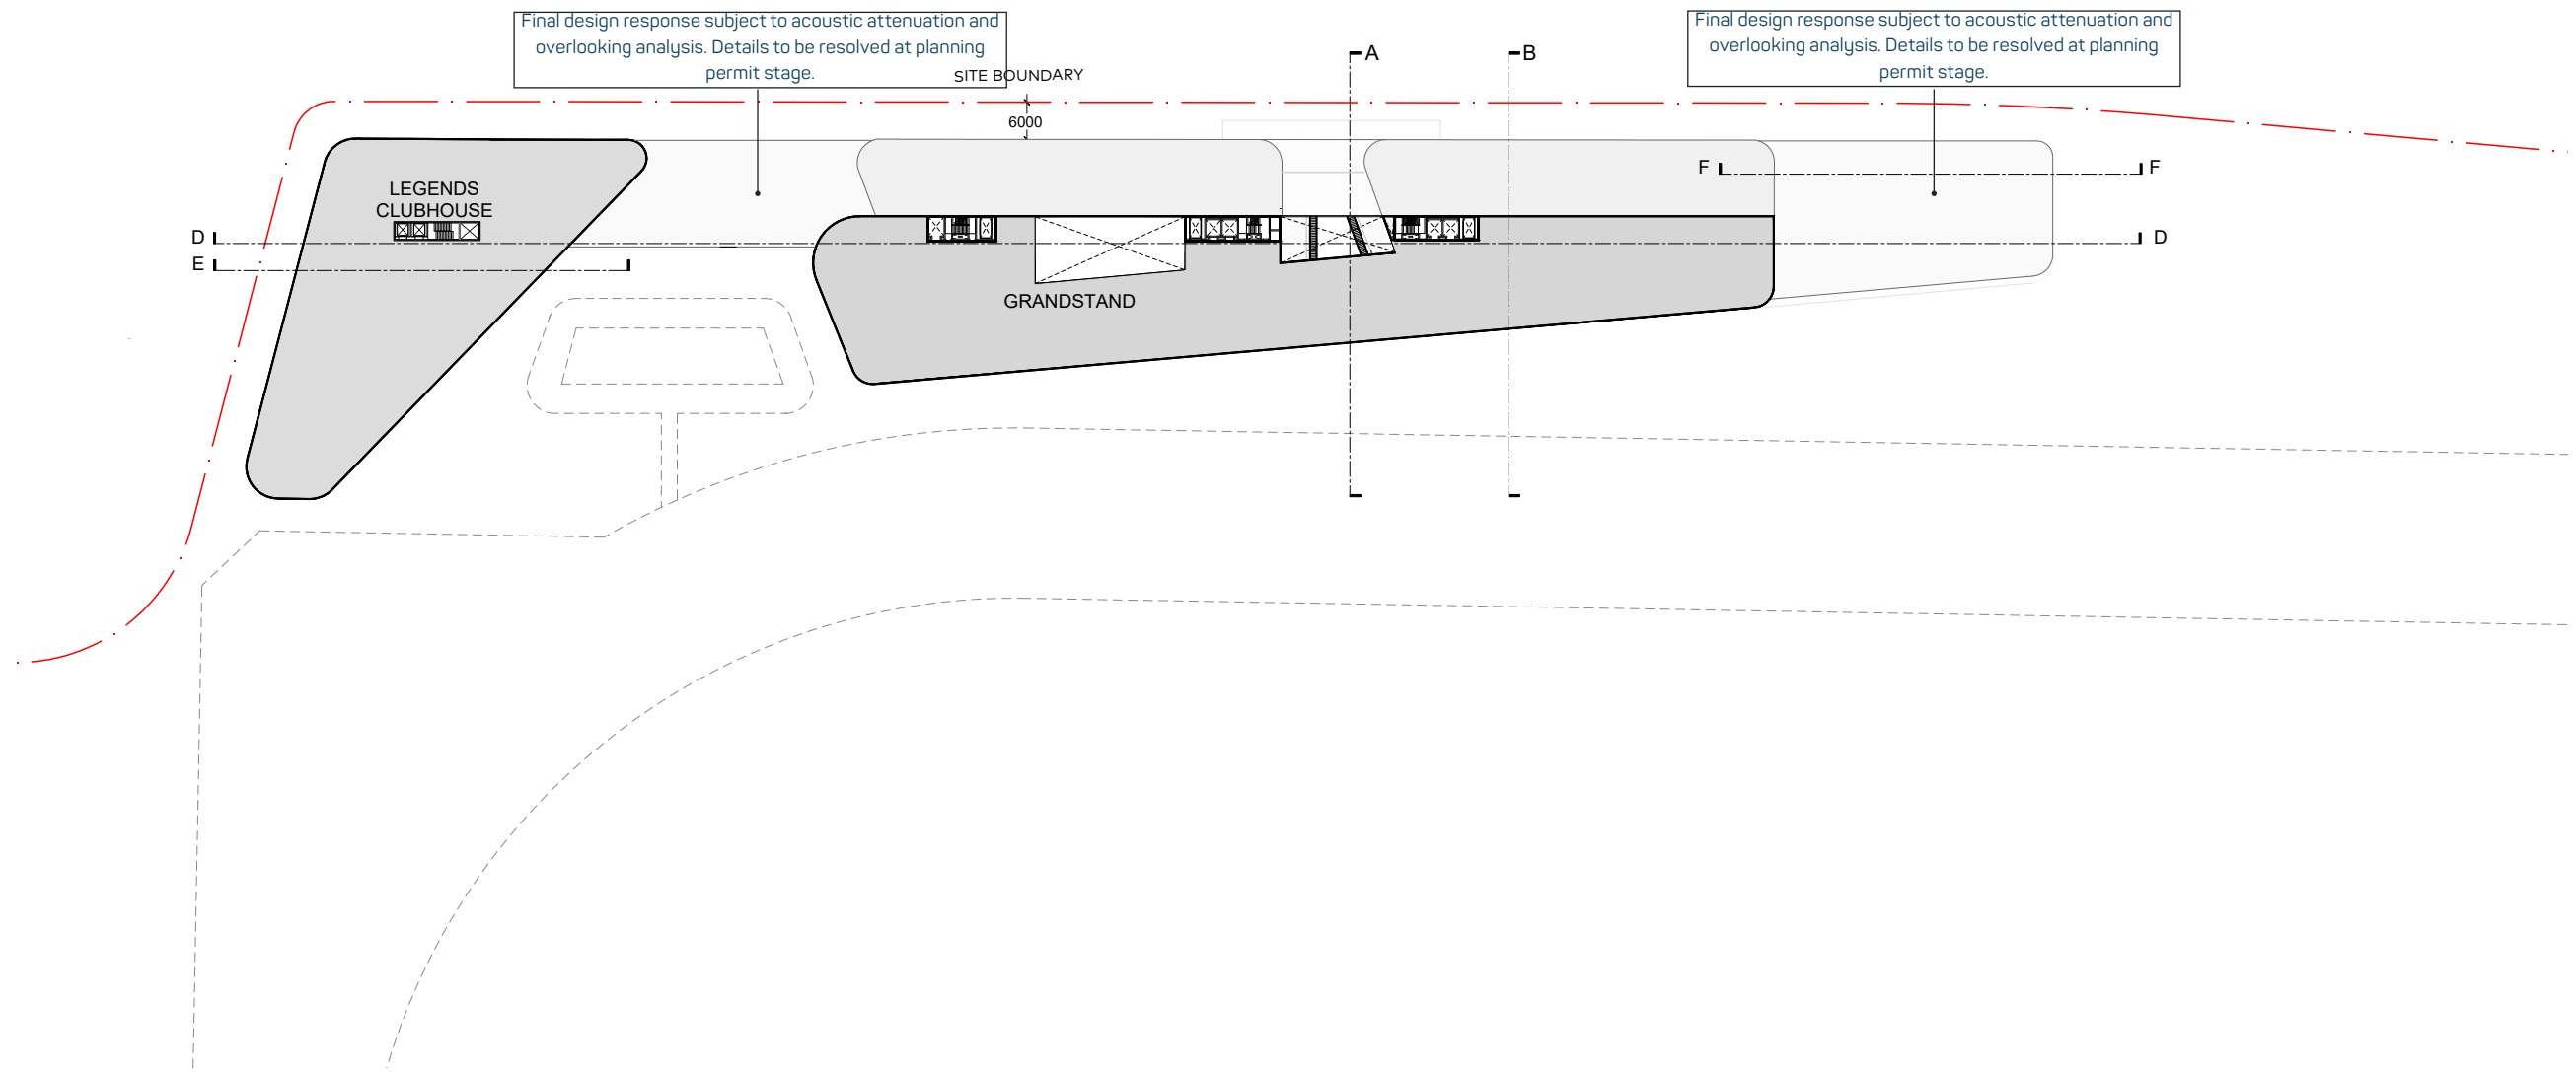 Final design response subject to acoustic attenuation and
overlooking analysis. Details to be resolved at planning
permit stage.
SITE BOUNDARY
6000
A
B
Final design response subject to acoustic attenuation and
overlooking analysis. Details to be resolved at planning
permit stage.
F
F
LEGENDS
CLUBHOUSE
D
D
E
GRANDSTAND